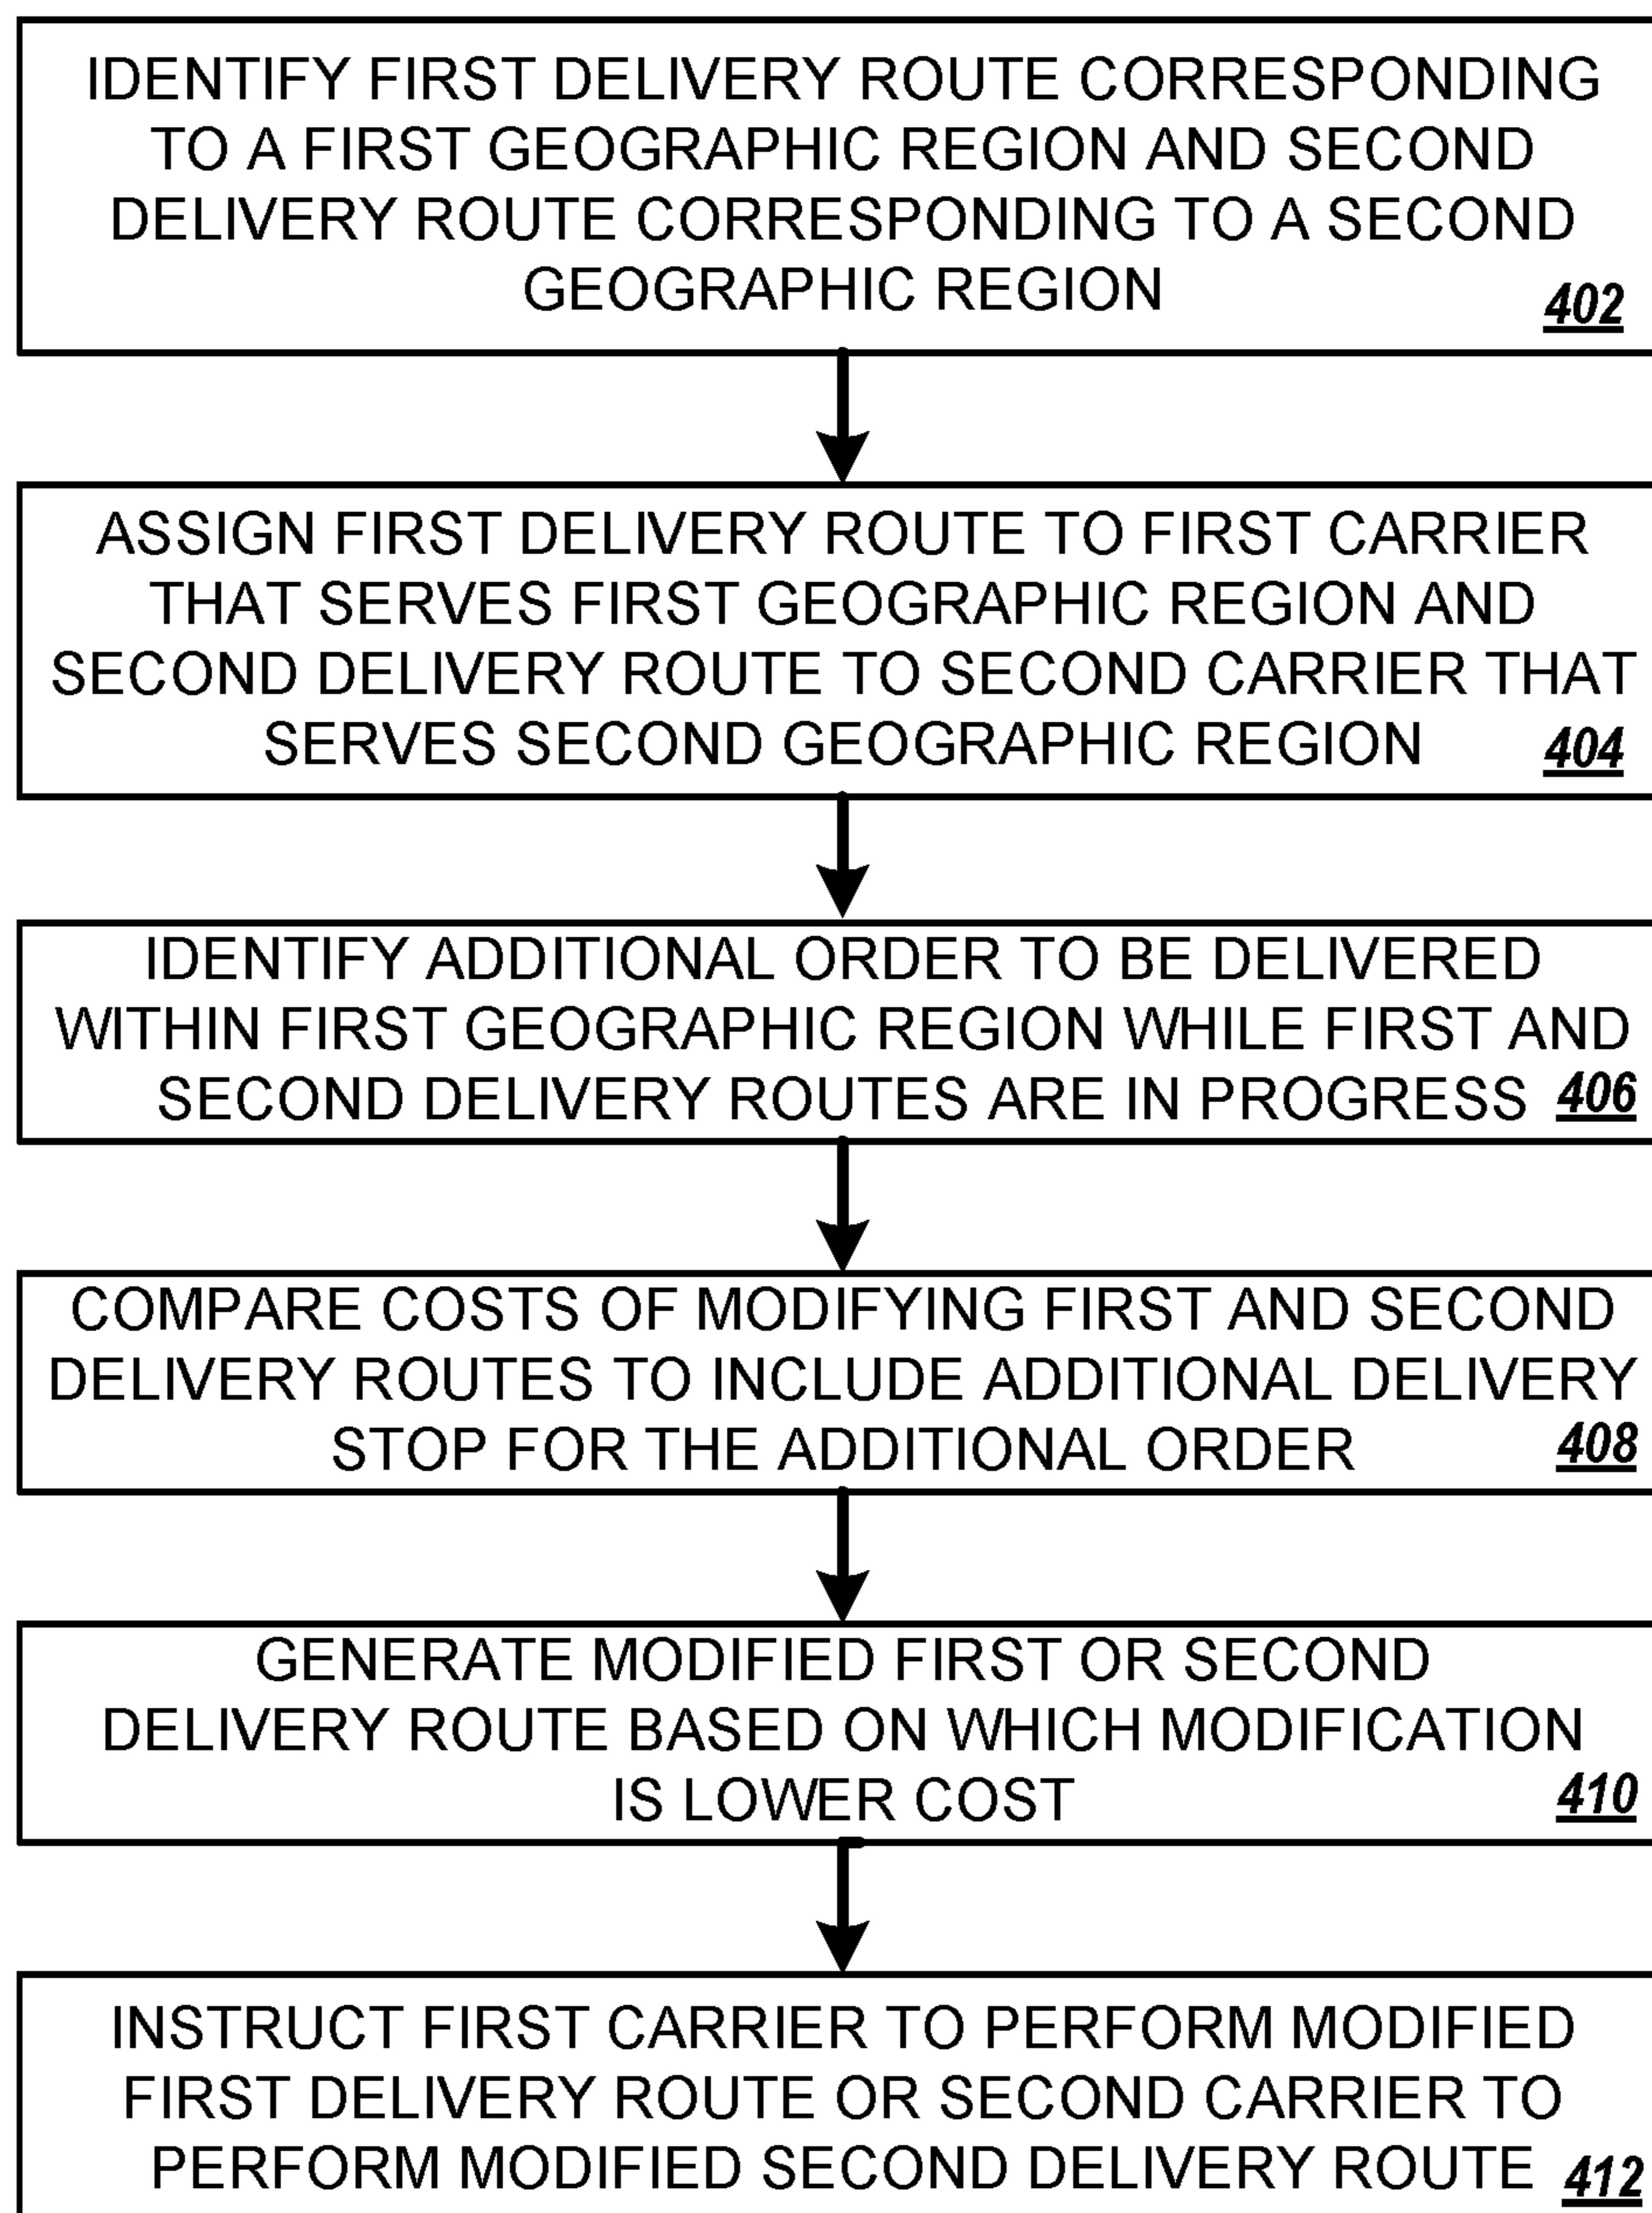 IDENTIFY FIRST DELIVERY ROUTE CORRESPONDING
TO A FIRST GEOGRAPHIC REGION AND SECOND
DELIVERY ROUTE CORRESPONDING TO A SECOND
GEOGRAPHIC REGION
402
ASSIGN FIRST DELIVERY ROUTE TO FIRST CARRIER
THAT SERVES FIRST GEOGRAPHIC REGION AND
SECOND DELIVERY ROUTE TO SECOND CARRIER THAT
SERVES SECOND GEOGRAPHIC REGION
404
IDENTIFY ADDITIONAL ORDER TO BE DELIVERED
WITHIN FIRST GEOGRAPHIC REGION WHILE FIRST AND
SECOND DELIVERY ROUTES ARE IN PROGRESS
406
COMPARE COSTS OF MODIFYING FIRST AND SECOND
DELIVERY ROUTES TO INCLUDE ADDITIONAL DELIVERY
STOP FOR THE ADDITIONAL ORDER
408
GENERATE MODIFIED FIRST OR SECOND
DELIVERY ROUTE BASED ON WHICH MODIFICATION
IS LOWER COST
410
INSTRUCT FIRST CARRIER TO PERFORM MODIFIED
FIRST DELIVERY ROUTE OR SECOND CARRIER TO
PERFORM MODIFIED SECOND DELIVERY ROUTE
412